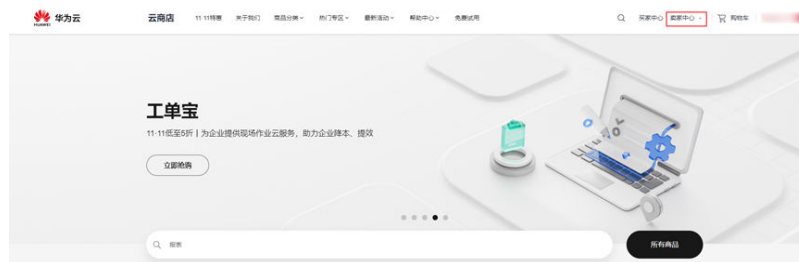 华为云
HUAWEI
云商店 11·11特惠 关于我们 商品分类 热门专区 最新活动 帮助中心 免费试用 买家中心 卖家中心 购物车
工单宝
11·11低至5折 | 为企业提供现场作业云服务，助力企业降本、提效
立即抢购
搜索
所有商品